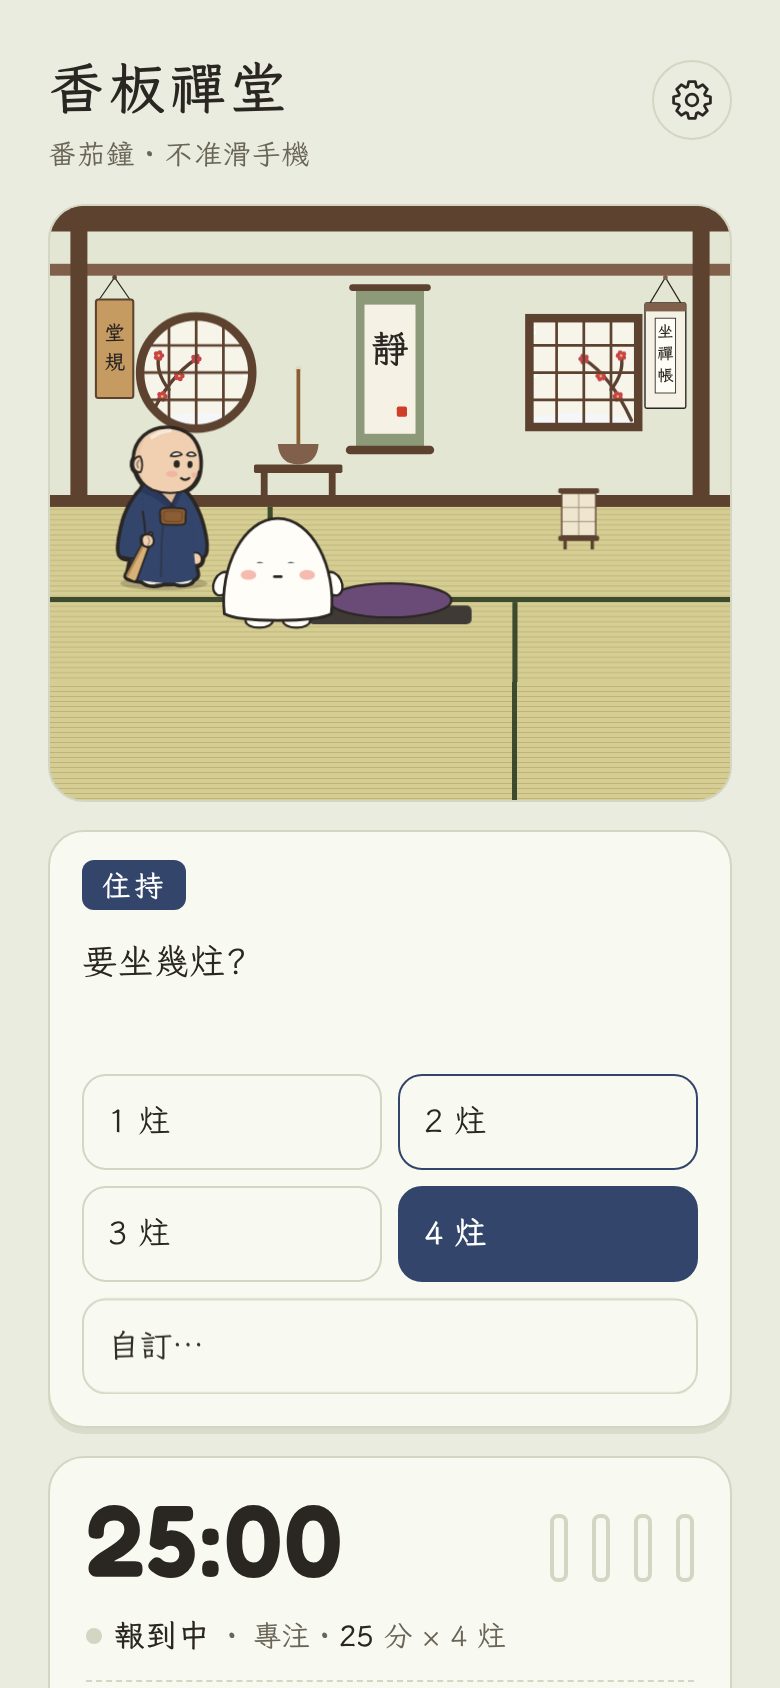 香板禪堂
番茄鐘・不准滑手機
堂規
靜
坐禪帳
住持
要坐幾炷？
1 炷
2 炷
3 炷
4 炷
自訂⋯
25:00
報到中 ・ 專注・25 分 × 4 炷